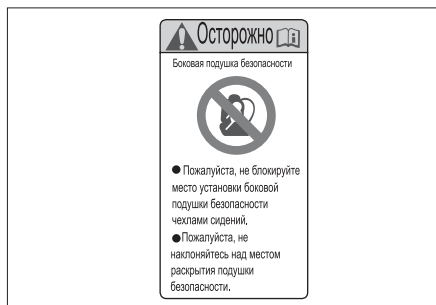 Осторожно
Боковая подушка безопасности
● Пожалуйста, не блокируйте
место установки боковой
подушки безопасности
чехлами сидений.
●Пожалуйста, не
наклоняйтесь над местом
раскрытия подушки
безопасности.